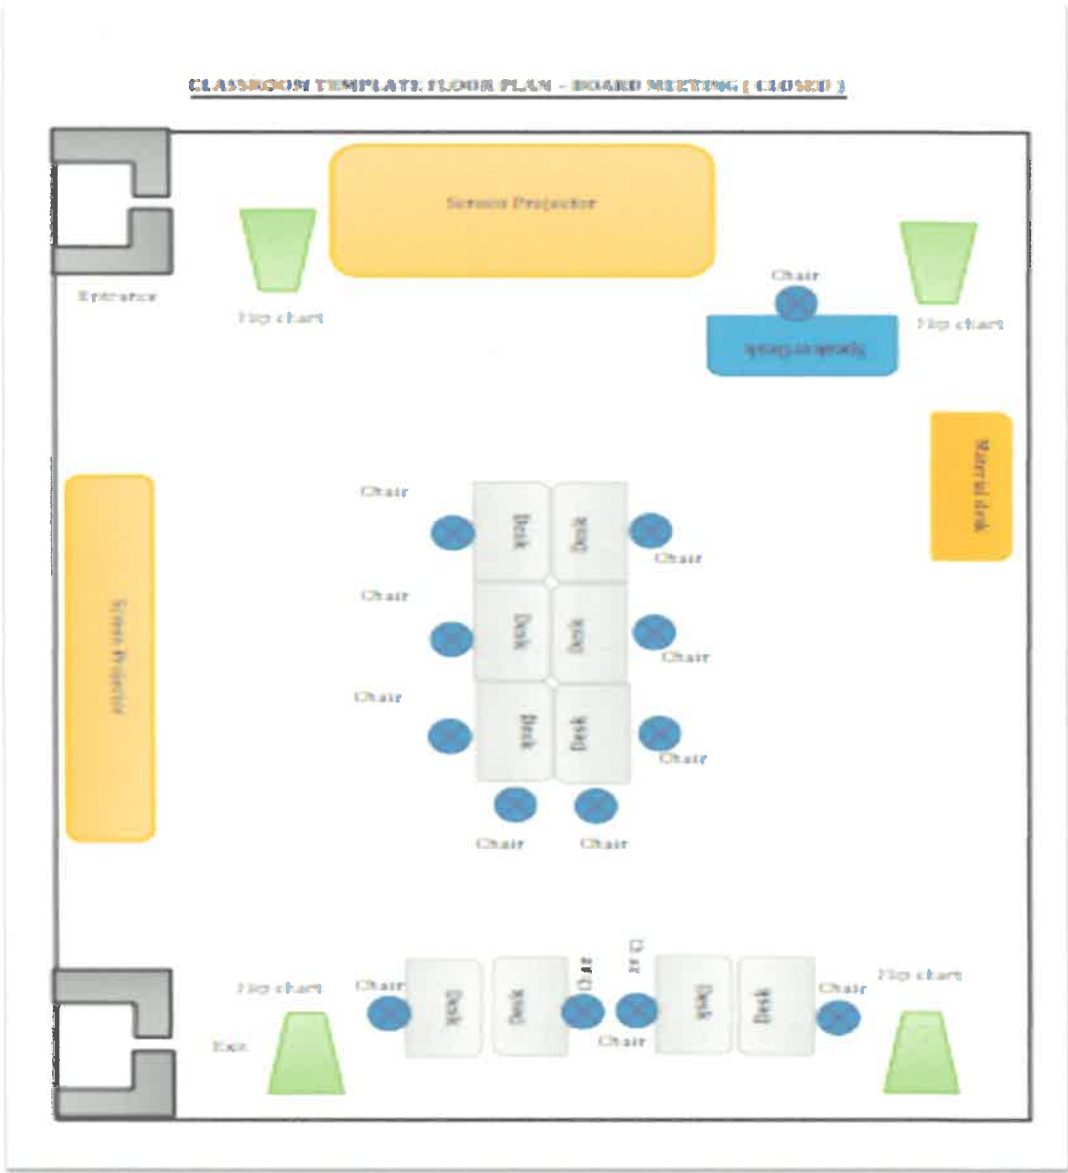 CLASSROOM TEMPLATE FLOOR PLAN - BOARD MEETING ( CLOSED )
Screen Projector
Chair
Entrance
Flip chart
Flip chart
Speaker Desk
Material desk
Chair
Desk
Desk
Chair
Chair
Desk
Desk
Chair
Screen Projector
Chair
Desk
Desk
Chair
Chair
Chair
Chair
Chair
Flip chart
Chair
Desk
Desk
Desk
Desk
Chair
Flip chart
Exit
Chair